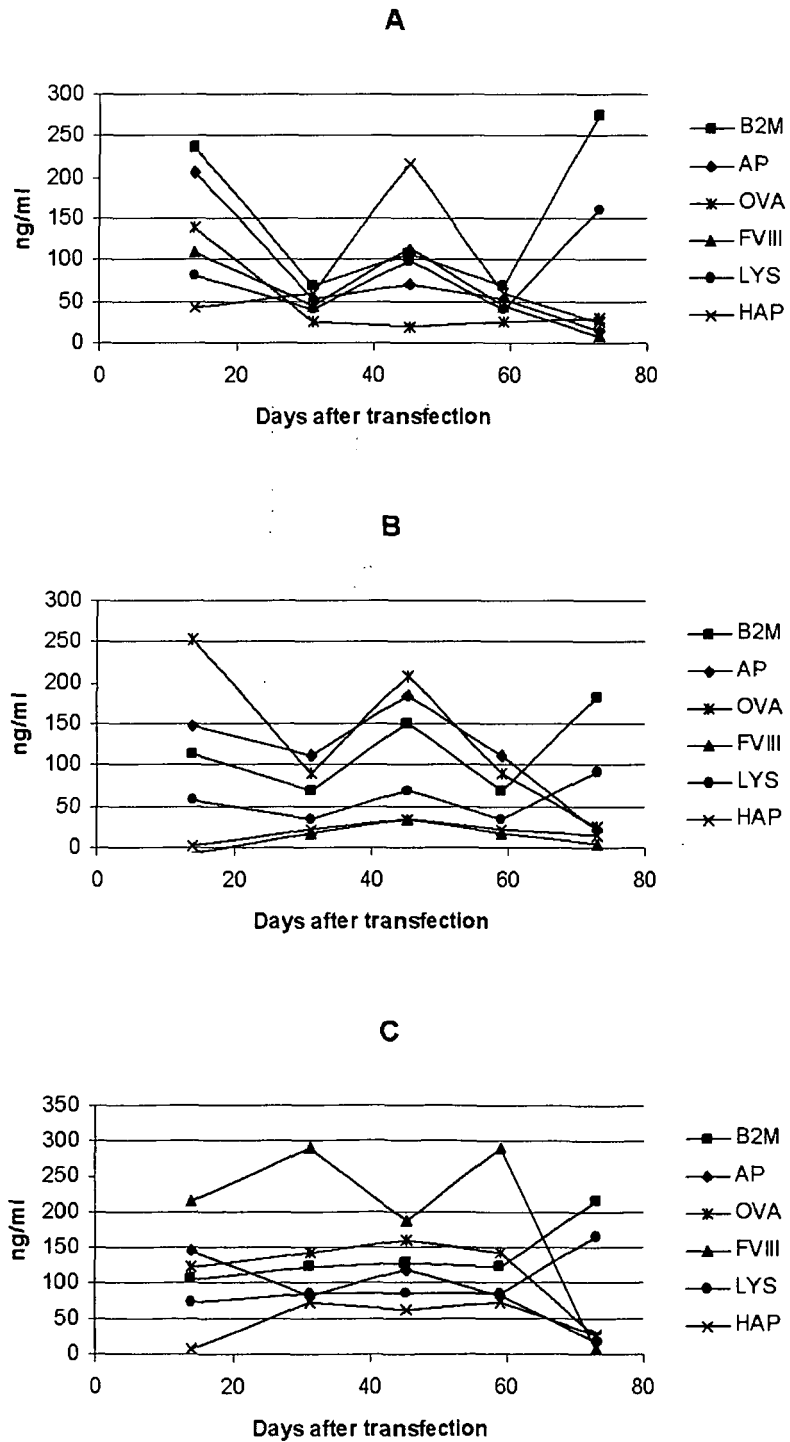 A
300
250
200
150
100
50
0
ng/ml
0 20 40 60 80
Days after transfection
B2M
AP
OVA
FVIII
LYS
HAP
B
300
250
200
150
100
50
0
ng/ml
0 20 40 60 80
Days after transfection
B2M
AP
OVA
FVIII
LYS
HAP
C
350
300
250
200
150
100
50
0
ng/ml
0 20 40 60 80
Days after transfection
B2M
AP
OVA
FVIII
LYS
HAP